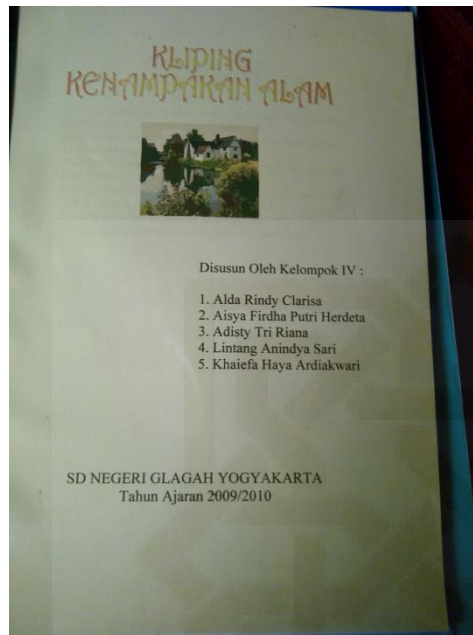 KLIPING
KENAMPAKAN ALAM
Disusun Oleh Kelompok IV :
1. Alda Rindy Clarisa
2. Aisya Firdha Putri Herdeta
3. Adisty Tri Riana
4. Lintang Anindya Sari
5. Khaiefa Haya Ardiakwari
SD NEGERI GLAGAH YOGYAKARTA
Tahun Ajaran 2009/2010